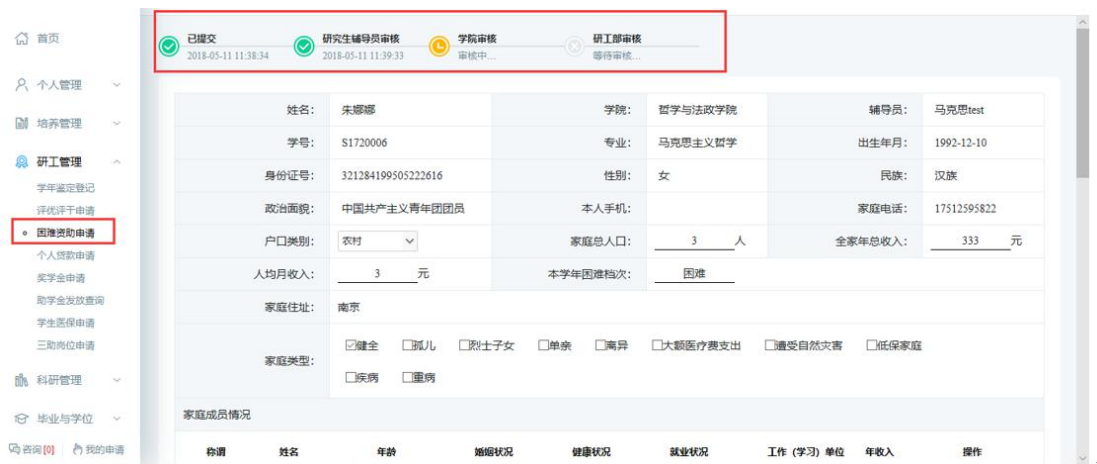 首页
个人管理
培养管理
研工管理
学年鉴定登记
评优评干申请
困难资助申请
个人贷款申请
奖学金申请
助学金发放查询
学生医保申请
三助岗位申请
科研管理
毕业与学位
咨询[0] 我的申请
已提交 研究生辅导员审核 学院审核 研工部审核
2018-05-11 11:38:34 2018-05-11 11:39:33 审核中... 等待审核...
姓名: 朱娜娜 学院: 哲学与法政学院 辅导员: 马克思test
学号: S1720006 专业: 马克思主义哲学 出生年月: 1992-12-10
身份证号: 321284199505222616 性别: 女 民族: 汉族
政治面貌: 中国共产主义青年团团员 本人手机: 家庭电话: 17512595822
户口类别: 农村 家庭总人口: 3 人 全家年总收入: 333 元
人均月收入: 3 元 本学年困难档次: 困难
家庭住址: 南京
家庭类型: 健全 孤儿 烈士子女 单亲 离异 大额医疗费支出 遭受自然灾害 低保家庭
疾病 重病
家庭成员情况
称谓 姓名 年龄 婚姻状况 健康状况 就业状况 工作（学习）单位 年收入 操作